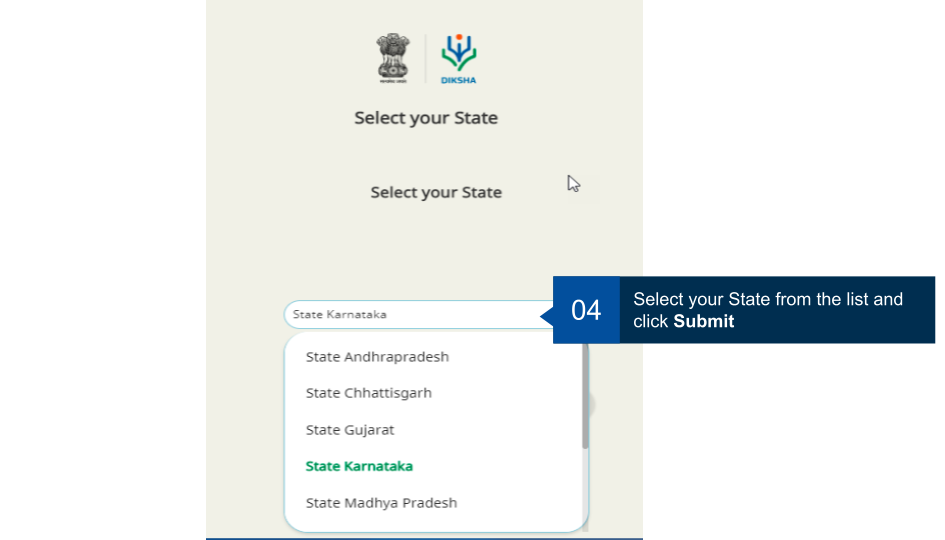 DIKSHA
Select your State
Select your State
State Karnataka
04
Select your State from the list and
click Submit
State Andhrapradesh
State Chhattisgarh
State Gujarat
State Karnataka
State Madhya Pradesh